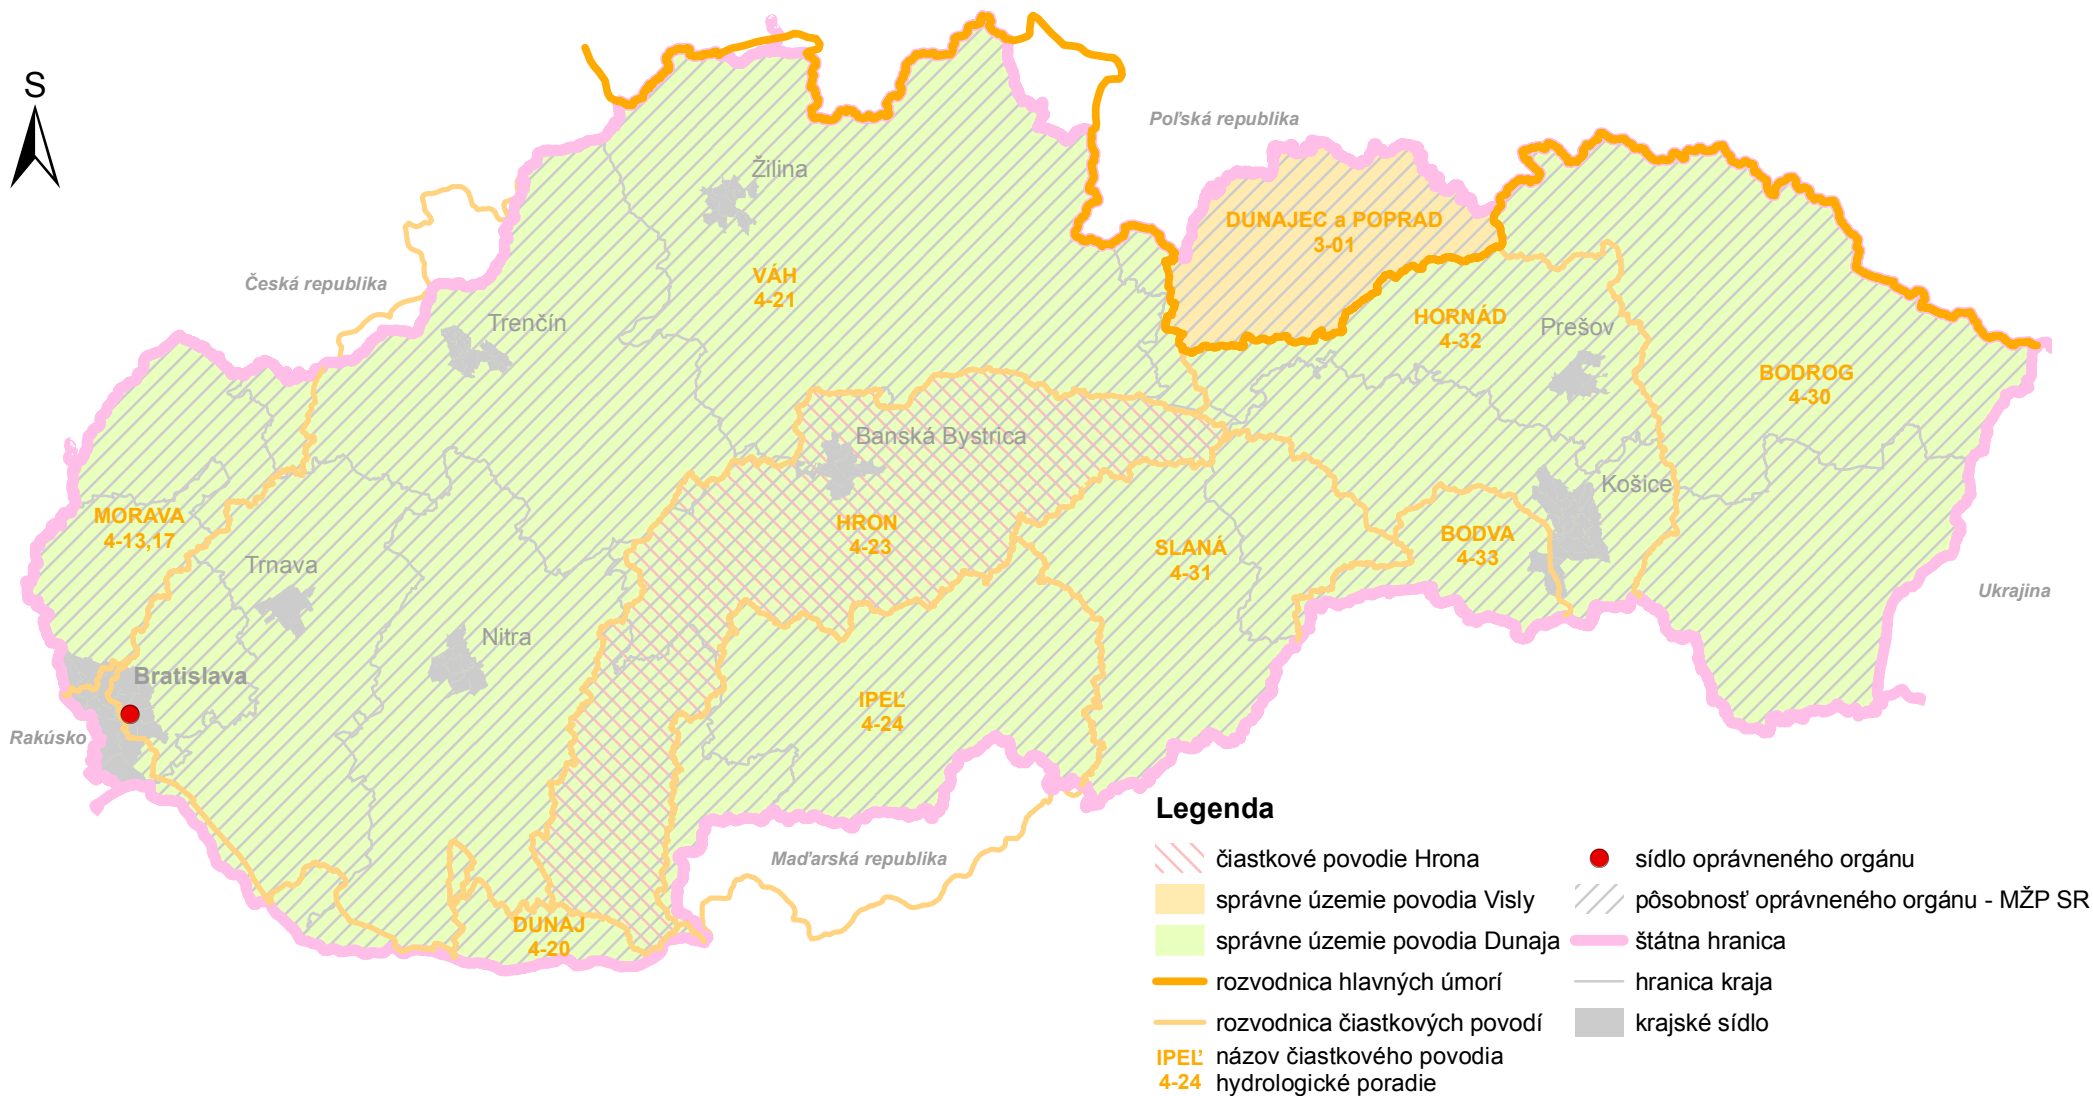 S
Poľská republika
Žilina
DUNAJEC a POPRAD
3-01
Česká republika
VÁH
4-21
Trenčín
HORNÁD
4-32
Prešov
BODROG
4-30
Banská Bystrica
Košice
MORAVA
4-13,17
HRON
4-23
SLANÁ
4-31
BODVA
4-33
Trnava
Ukrajina
Nitra
Bratislava
IPEĽ
4-24
Rakúsko
Maďarská republika
DUNAJ
4-20
Legenda
čiastkové povodie Hrona
správne územie povodia Visly
správne územie povodia Dunaja
rozvodnica hlavných úmorí
rozvodnica čiastkových povodí
IPEĽ názov čiastkového povodia
4-24 hydrologické poradie
sídlo oprávneného orgánu
pôsobnosť oprávneného orgánu - MŽP SR
štátna hranica
hranica kraja
krajské sídlo